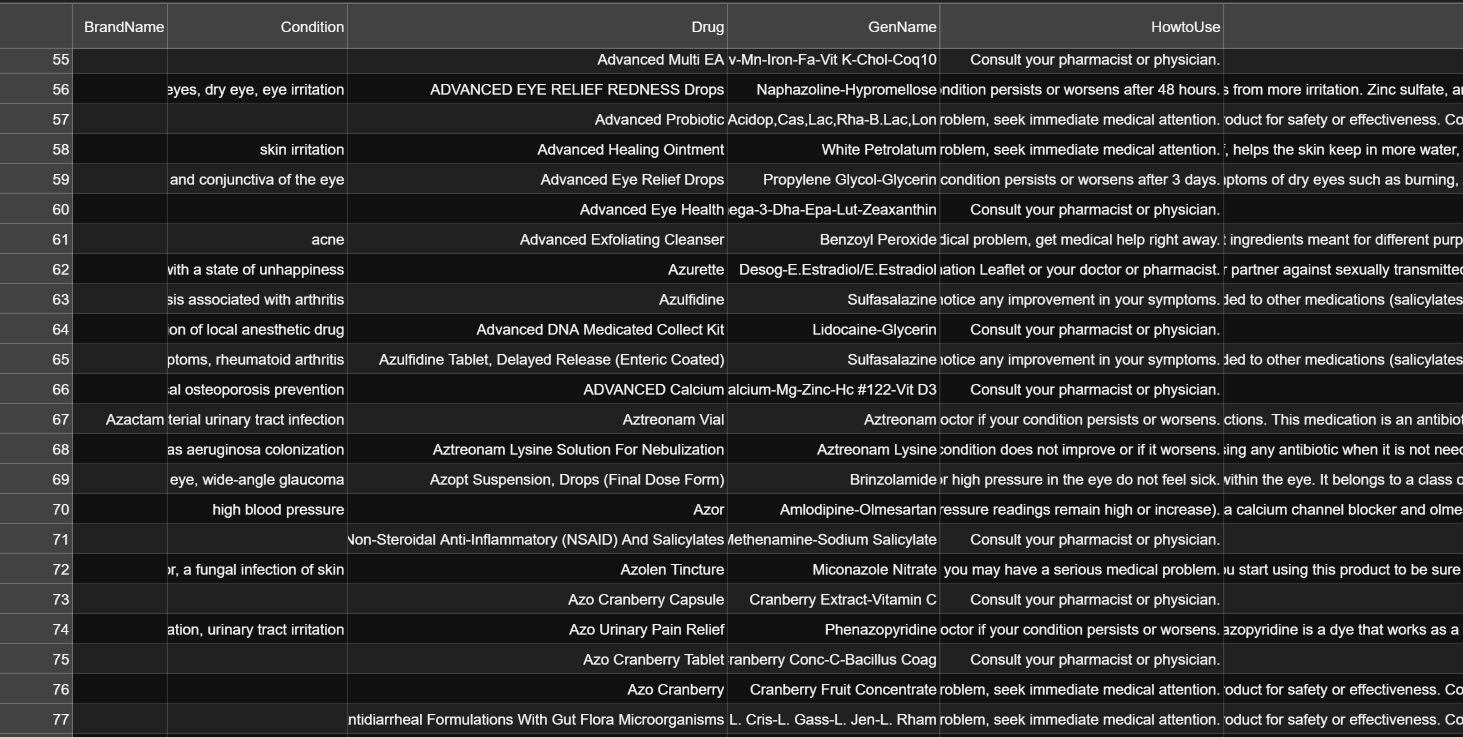 BrandName Condition Drug GenName HowtoUse
55 Advanced Multi EA v-Mn-Iron-Fa-Vit K-Chol-Coq10 Consult your pharmacist or physician.
56 eyes, dry eye, eye irritation ADVANCED EYE RELIEF REDNESS Drops Naphazoline-Hypromellose ndition persists or worsens after 48 hours. s from more irritation. Zinc sulfate, an
57 Advanced Probiotic Acidop,Cas,Lac,Rha-B.Lac,Lon roblem, seek immediate medical attention. roduct for safety or effectiveness. Co
58 skin irritation Advanced Healing Ointment White Petrolatum roblem, seek immediate medical attention. , helps the skin keep in more water,
59 and conjunctiva of the eye Advanced Eye Relief Drops Propylene Glycol-Glycerin condition persists or worsens after 3 days. ptoms of dry eyes such as burning,
60 Advanced Eye Health ega-3-Dha-Epa-Lut-Zeaxanthin Consult your pharmacist or physician.
61 acne Advanced Exfoliating Cleanser Benzoyl Peroxide dical problem, get medical help right away. ingredients meant for different purp
62 with a state of unhappiness Azurette Desog-E.Estradiol/E.Estradiol ation Leaflet or your doctor or pharmacist. r partner against sexually transmitted
63 sis associated with arthritis Azulfidine Sulfasalazine notice any improvement in your symptoms. ded to other medications (salicylates
64 on of local anesthetic drug Advanced DNA Medicated Collect Kit Lidocaine-Glycerin Consult your pharmacist or physician.
65 ptoms, rheumatoid arthritis Azulfidine Tablet, Delayed Release (Enteric Coated) Sulfasalazine notice any improvement in your symptoms. ded to other medications (salicylates
66 al osteoporosis prevention ADVANCED Calcium alcium-Mg-Zinc-Hc #122-Vit D3 Consult your pharmacist or physician.
67 Azactam terial urinary tract infection Aztreonam Vial Aztreonam octor if your condition persists or worsens. ctions. This medication is an antibiot
68 as aeruginosa colonization Aztreonam Lysine Solution For Nebulization Aztreonam Lysine condition does not improve or if it worsens. sing any antibiotic when it is not need
69 eye, wide-angle glaucoma Azopt Suspension, Drops (Final Dose Form) Brinzolamide or high pressure in the eye do not feel sick. within the eye. It belongs to a class o
70 high blood pressure Azor Amlodipine-Olmesartan ressure readings remain high or increase). a calcium channel blocker and olme
71 Non-Steroidal Anti-Inflammatory (NSAID) And Salicylates Methenamine-Sodium Salicylate Consult your pharmacist or physician.
72 or, a fungal infection of skin Azolen Tincture Miconazole Nitrate you may have a serious medical problem. ou start using this product to be sure
73 Azo Cranberry Capsule Cranberry Extract-Vitamin C Consult your pharmacist or physician.
74 ation, urinary tract irritation Azo Urinary Pain Relief Phenazopyridine octor if your condition persists or worsens. azopyridine is a dye that works as a
75 Azo Cranberry Tablet ranberry Conc-C-Bacillus Coag Consult your pharmacist or physician.
76 Azo Cranberry Cranberry Fruit Concentrate roblem, seek immediate medical attention. roduct for safety or effectiveness. Co
77 ntidiarrheal Formulations With Gut Flora Microorganisms L. Cris-L. Gass-L. Jen-L. Rham roblem, seek immediate medical attention. roduct for safety or effectiveness. Co